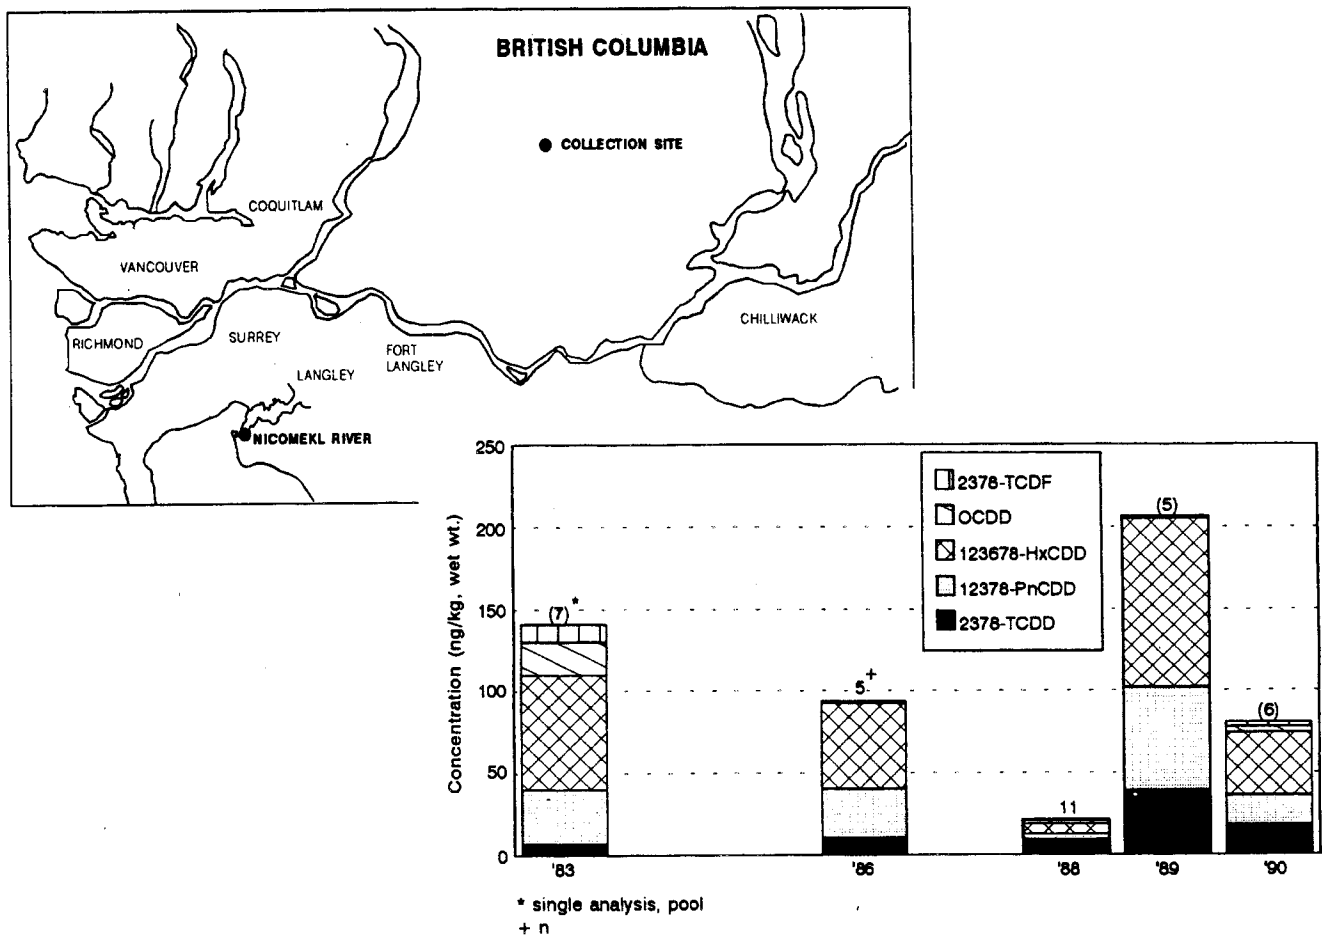 BRITISH COLUMBIA
COLLECTION SITE
COQUITLAM
VANCOUVER
CHILLIWACK
RICHMOND
SURREY
FORT
LANGLEY
LANGLEY
NICOMEKL RIVER
Concentration (ng/kg, wet wt.)
250
200
150
100
50
0
2378-TCDF
OCDD
123678-HxCDD
12378-PnCDD
2378-TCDD
(7)*
5+
11
(5)
(6)
'83
'86
'88
'89
'90
* single analysis, pool
+ n